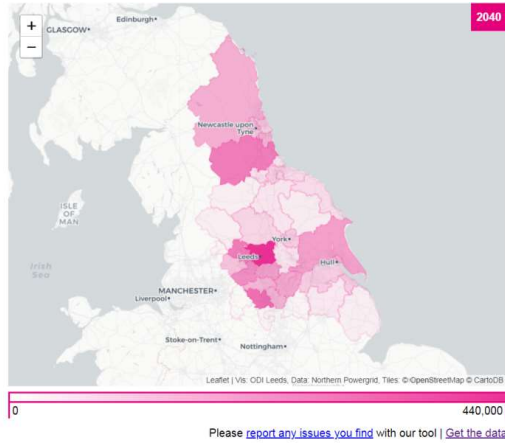 2040
+
−
Edinburgh
GLASGOW
Newcastle upon
Tyne
ISLE
OF
MAN
York
Leeds
Hull
Irish
Sea
MANCHESTER
Liverpool
Stoke-on-Trent
Nottingham
Leaflet | Vis: ODI Leeds, Data: Northern Powergrid, Tiles: © OpenStreetMap © CartoDB
0 440,000
Please report any issues you find with our tool | Get the data